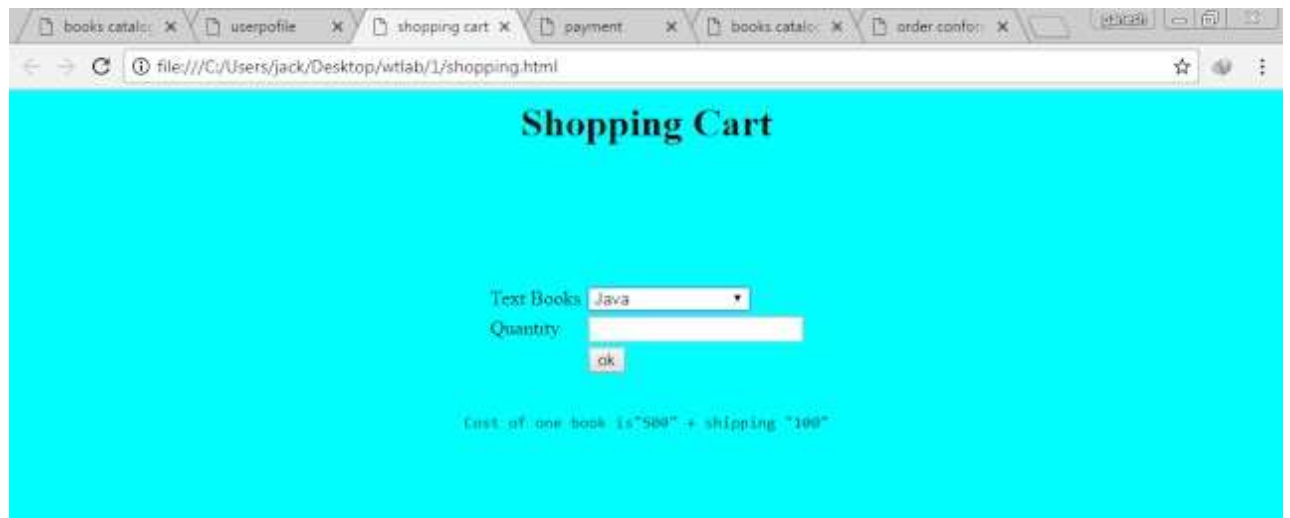 books catalo
userpofile
shopping cart
payment
books catalo
order confor
file:///C:/Users/jack/Desktop/wtlab/1/shopping.html
Shopping Cart
Text Books Java
Quantity
ok
Cost of one book is"500" + shipping "100"